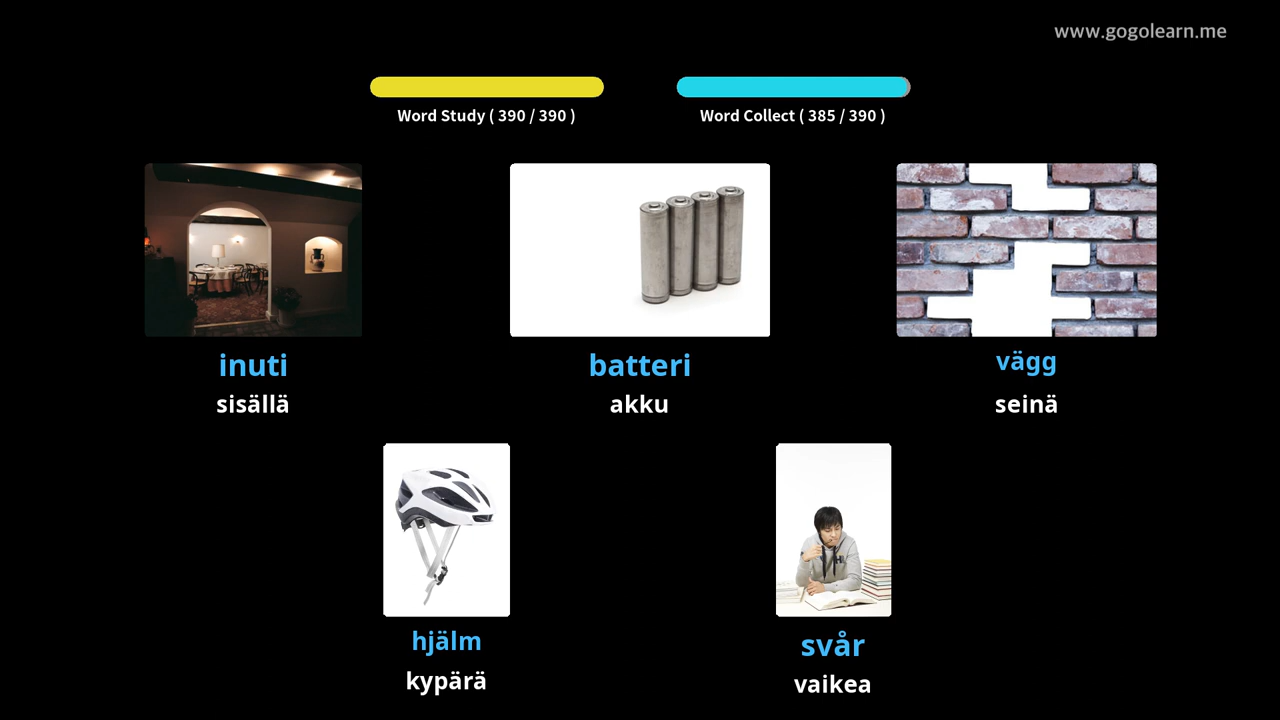 www.gogolearn.me
Word Study ( 390 / 390 )
Word Collect ( 385 / 390 )
inuti
sisällä
batteri
akku
vägg
seinä
hjälm
kypärä
svår
vaikea